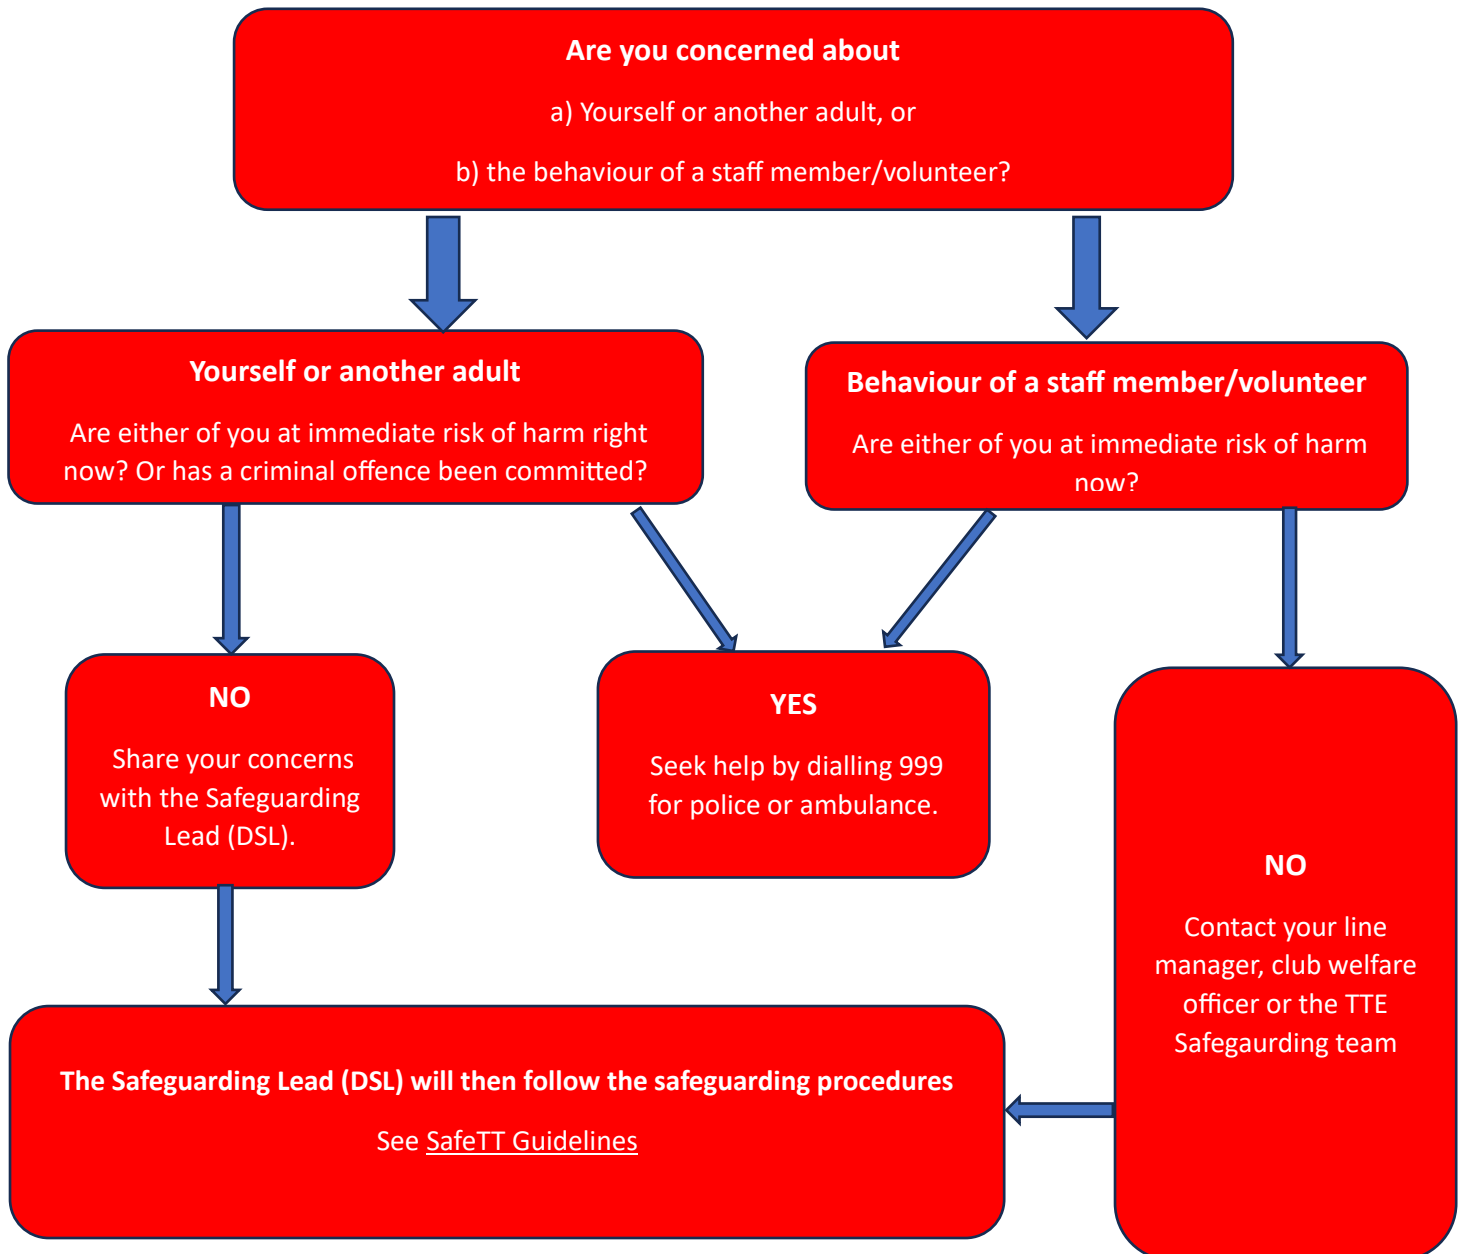 Are you concerned about
a) Yourself or another adult, or
b) the behaviour of a staff member/volunteer?
Yourself or another adult
Are either of you at immediate risk of harm right
now? Or has a criminal offence been committed?
Behaviour of a staff member/volunteer
Are either of you at immediate risk of harm
now?
NO
Share your concerns
with the Safeguarding
Lead (DSL).
YES
Seek help by dialling 999
for police or ambulance.
NO
Contact your line
manager, club welfare
officer or the TTE
Safegaurding team
The Safeguarding Lead (DSL) will then follow the safeguarding procedures
See SafeTT Guidelines